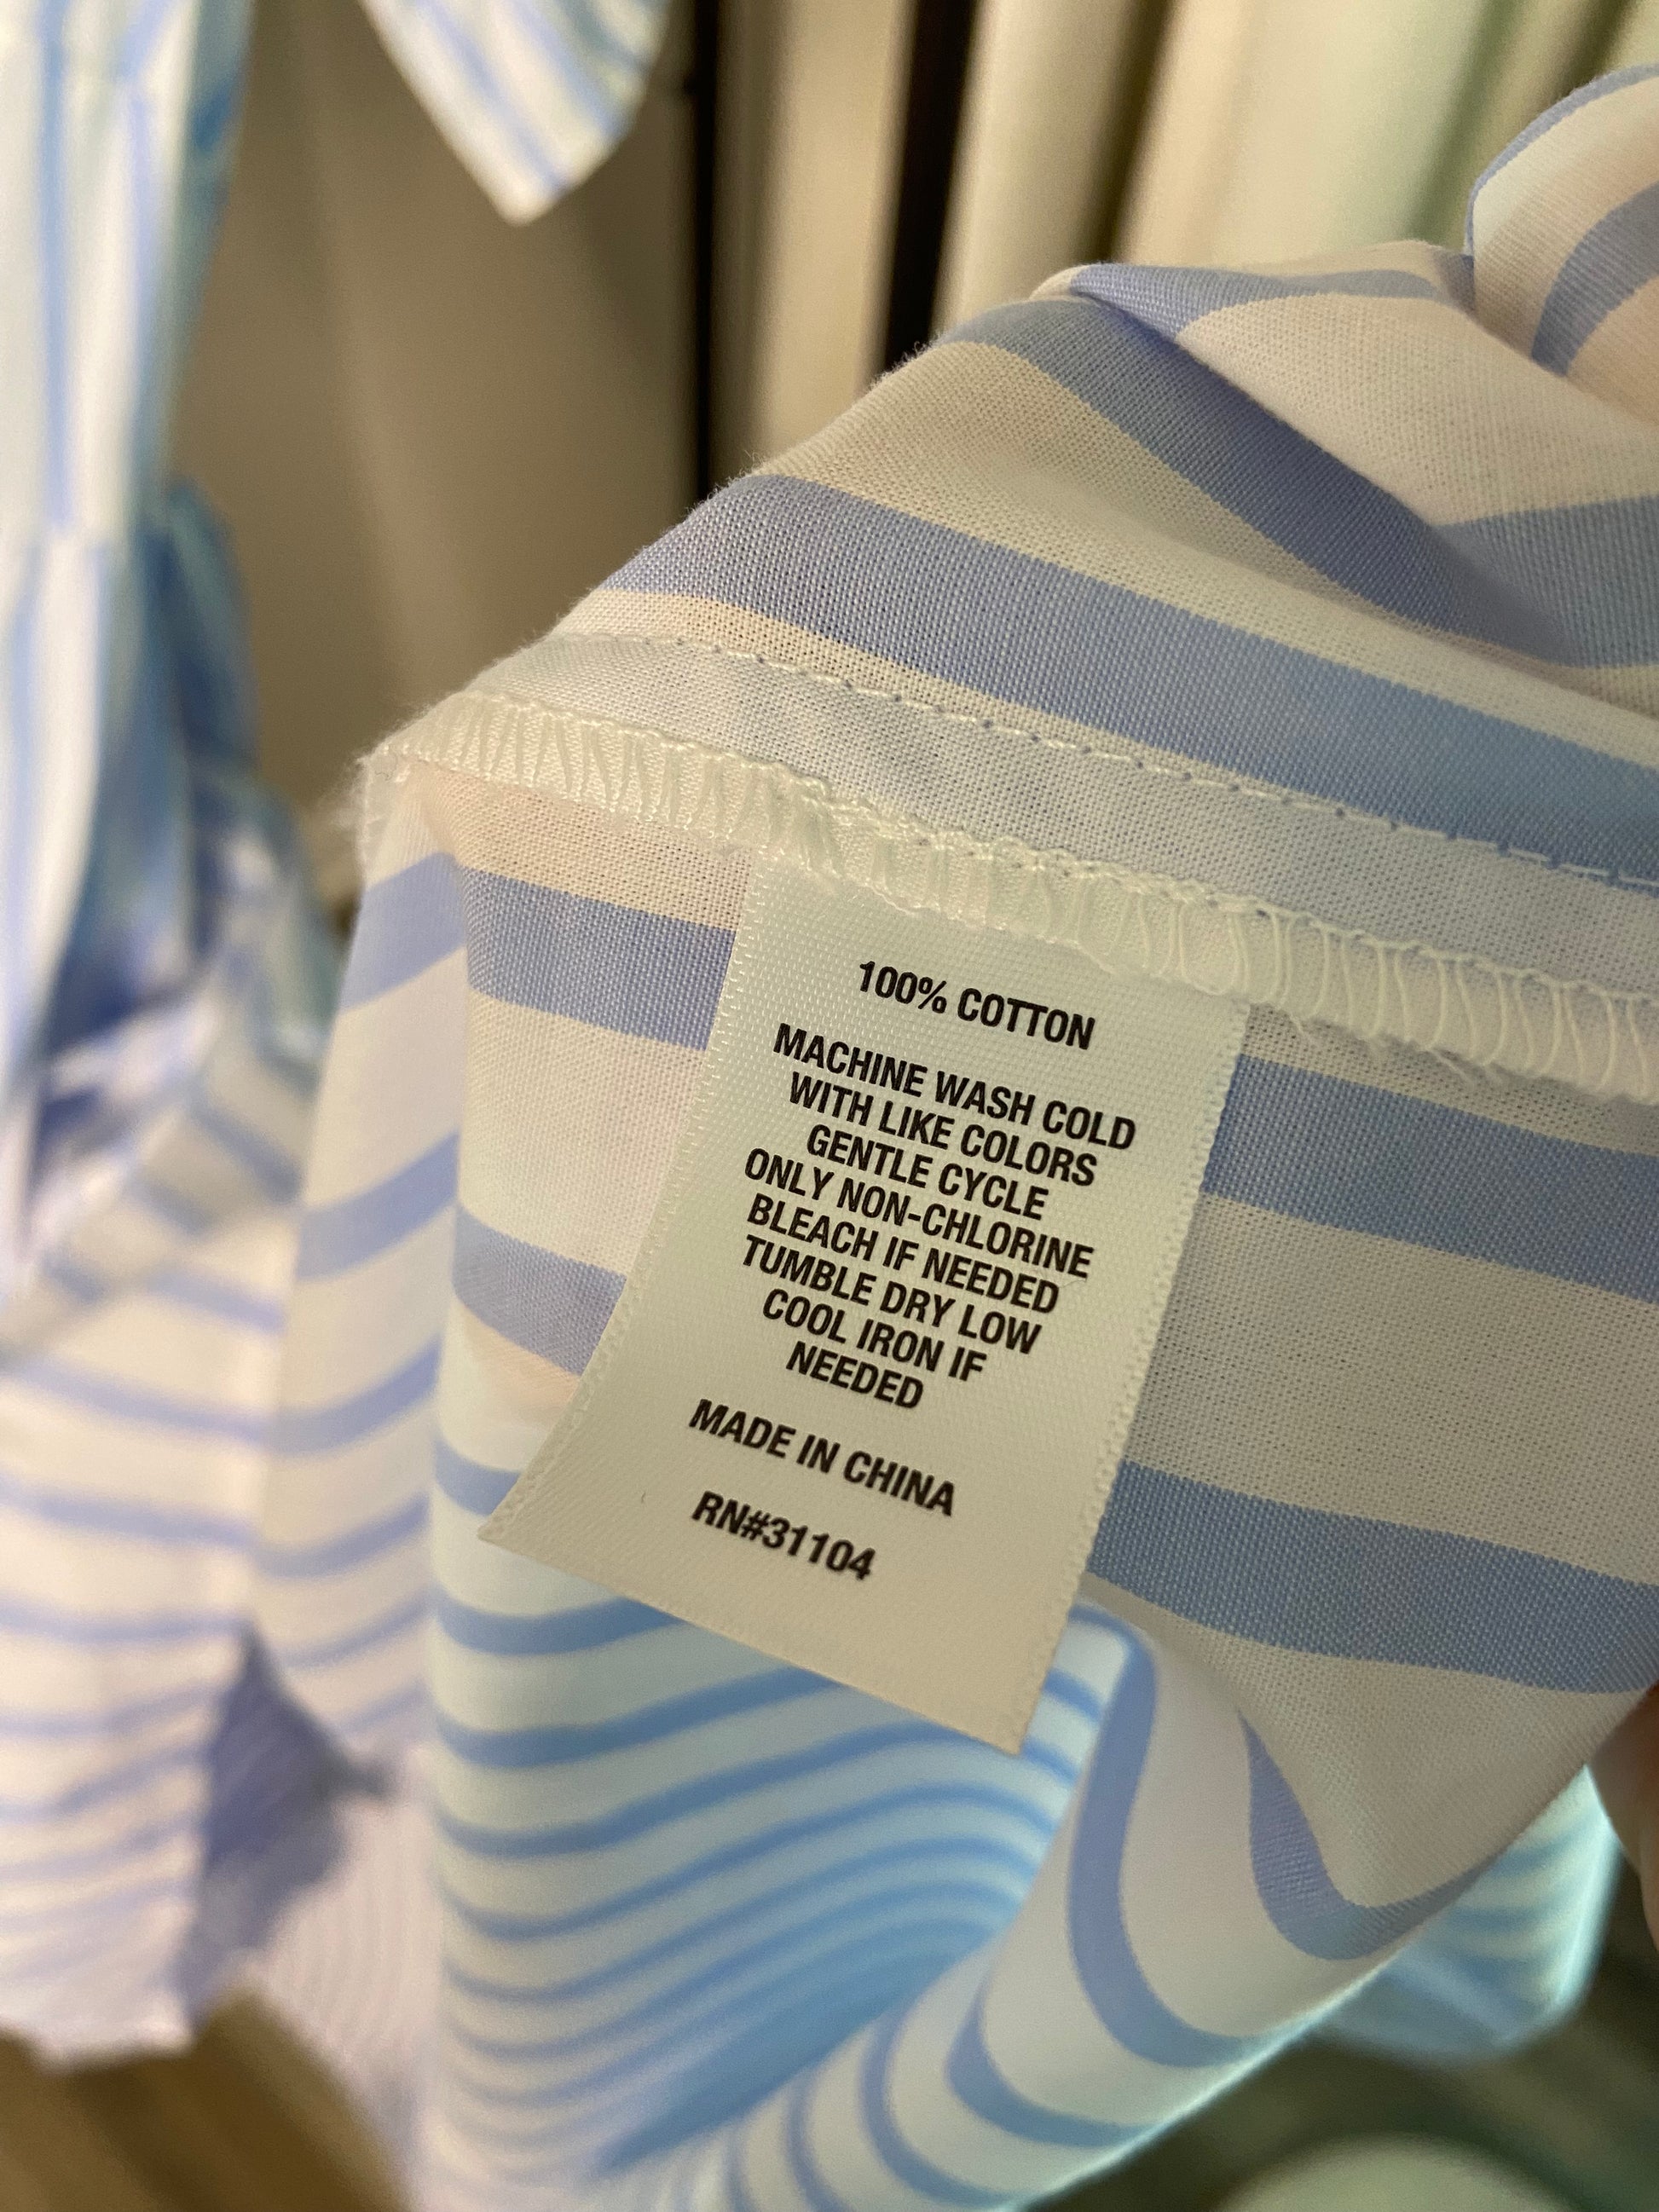 100% COTTON
MACHINE WASH COLD
WITH LIKE COLORS
GENTLE CYCLE
ONLY NON-CHLORINE
BLEACH IF NEEDED
TUMBLE DRY LOW
COOL IRON IF
NEEDED
MADE IN CHINA
RN#31104